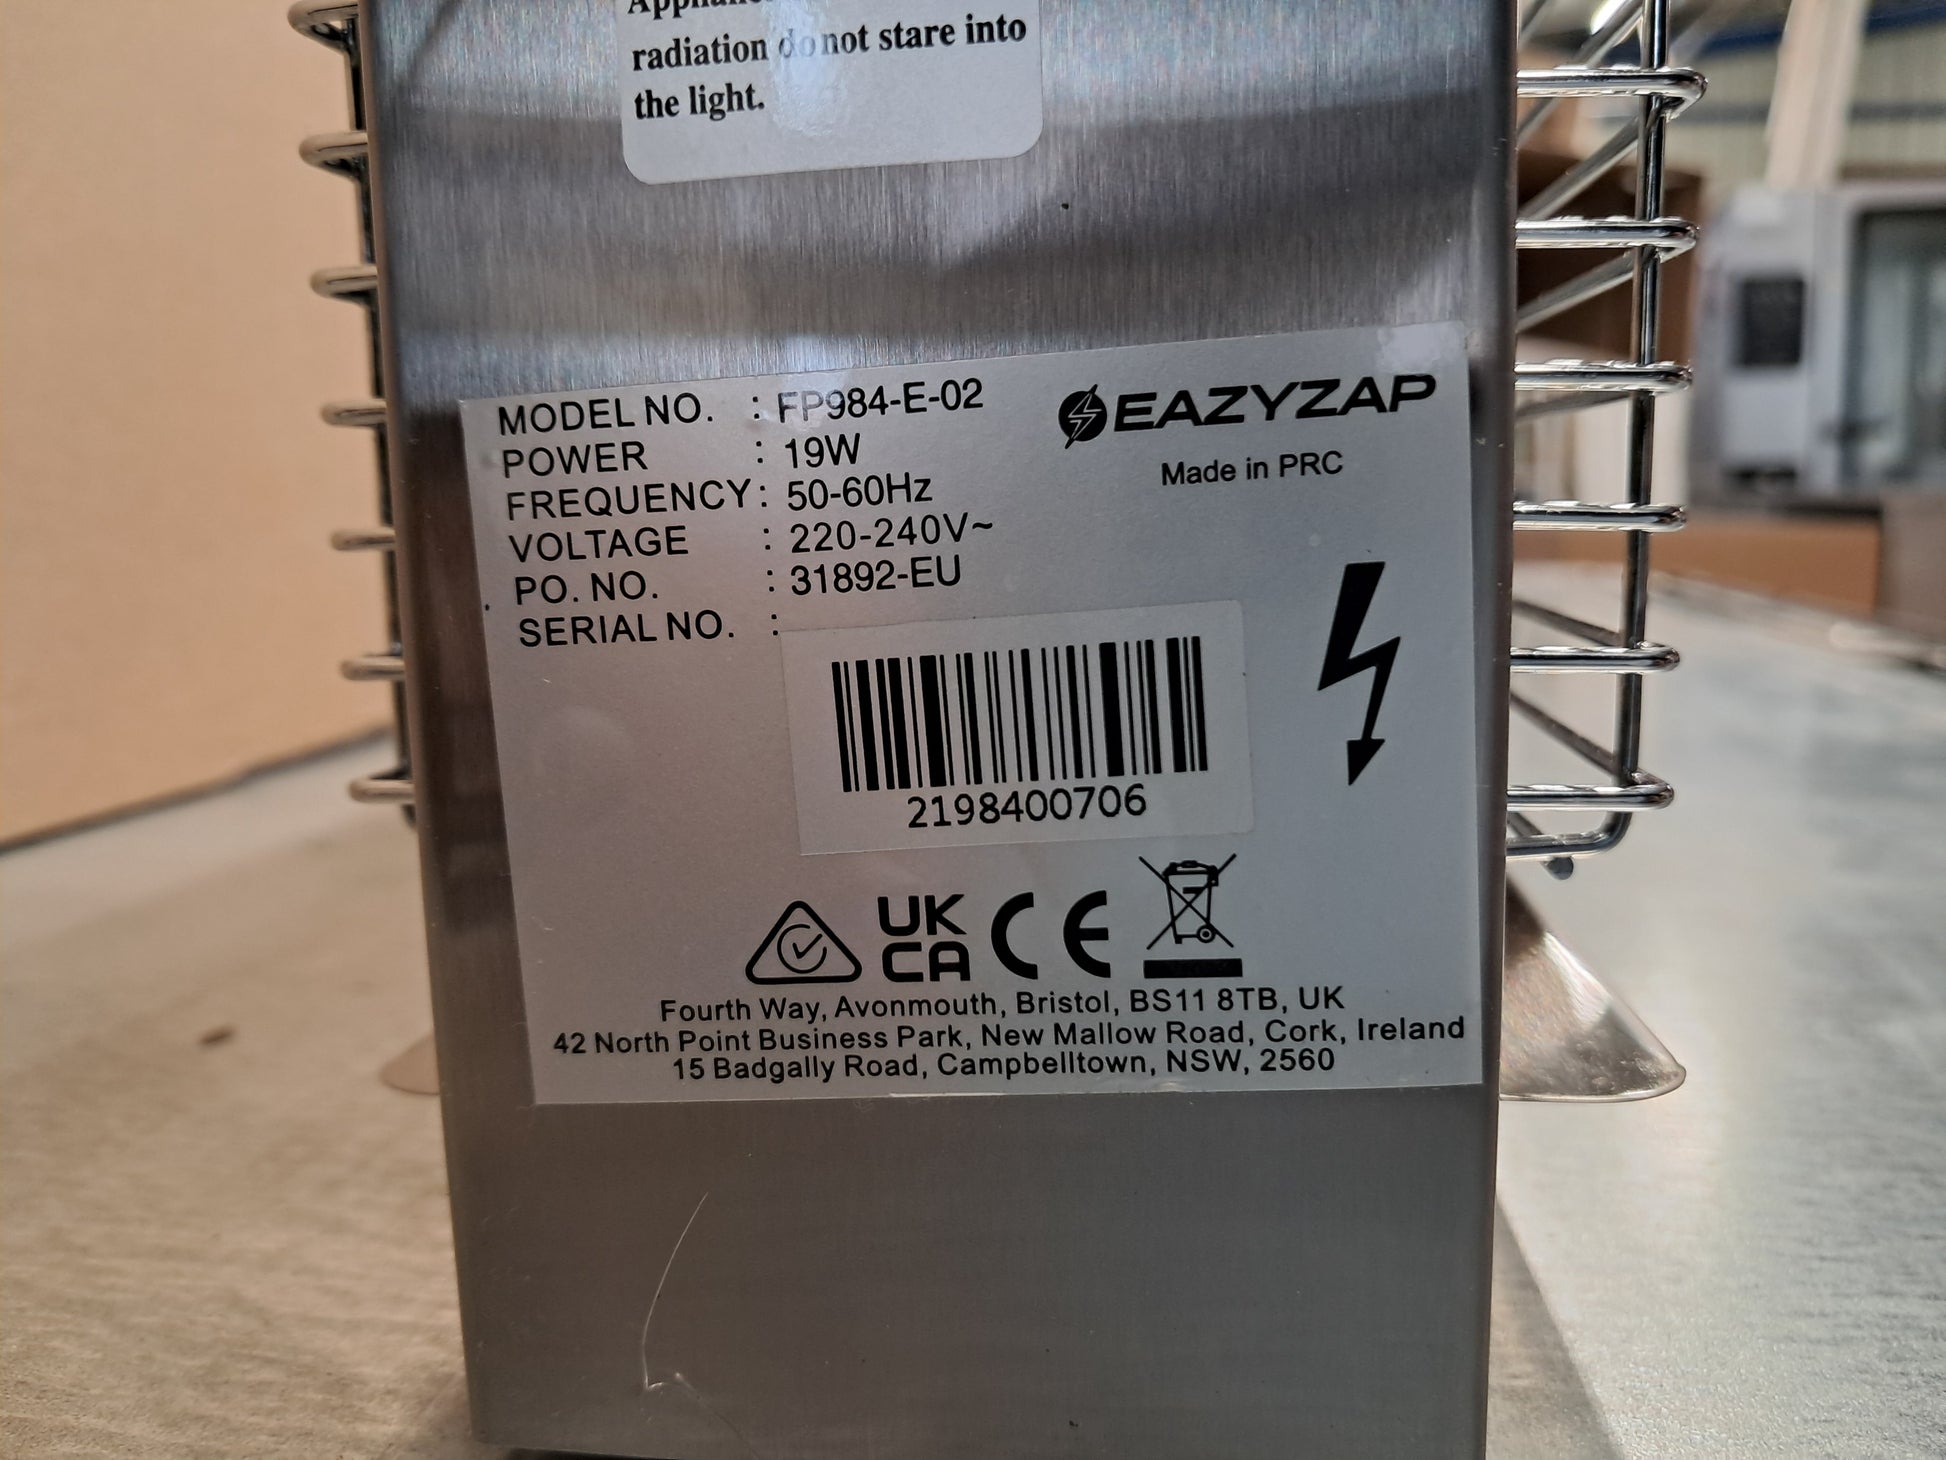 radiation do not stare into
the light.
MODEL NO. : FP984-E-02
EAZYZAP
POWER : 19W
Made in PRC
FREQUENCY : 50-60Hz
VOLTAGE : 220-240V~
PO. NO. : 31892-EU
SERIAL NO. :
2198400706
UK
CA CE
Fourth Way, Avonmouth, Bristol, BS11 8TB, UK
42 North Point Business Park, New Mallow Road, Cork, Ireland
15 Badgally Road, Campbelltown, NSW, 2560